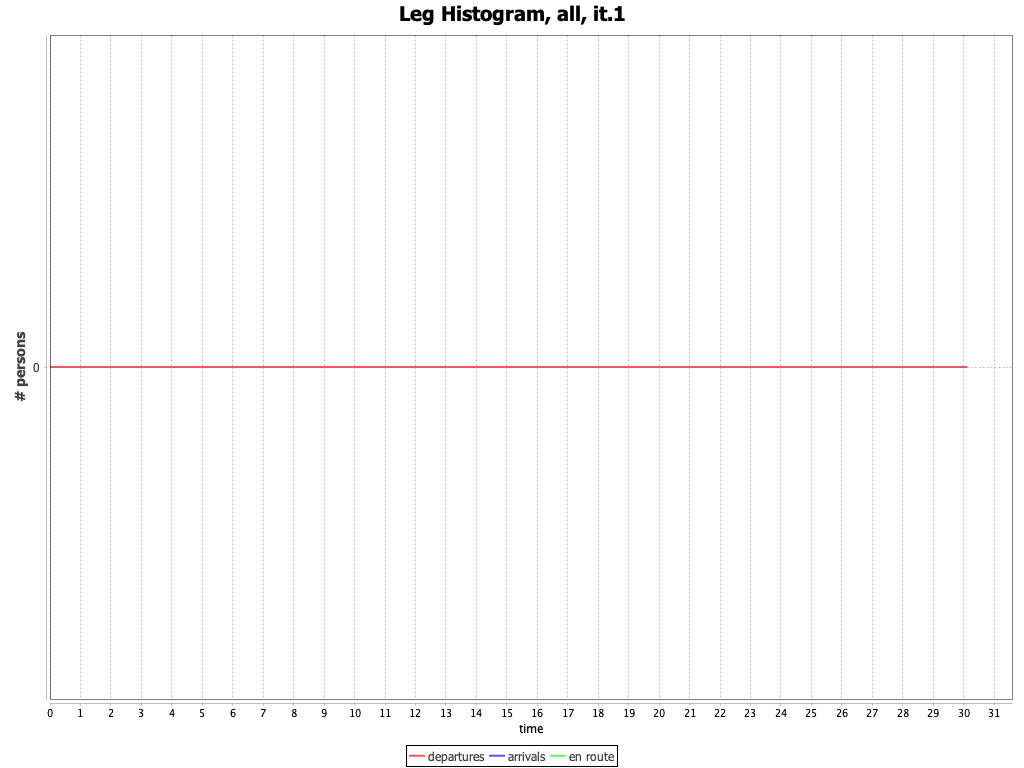 Leg Histogram, all, it.1
# persons
0
0 1 2 3 4 5 6 7 8 9 10 11 12 13 14 15 16 17 18 19 20 21 22 23 24 25 26 27 28 29 30 31
time
departures arrivals en route